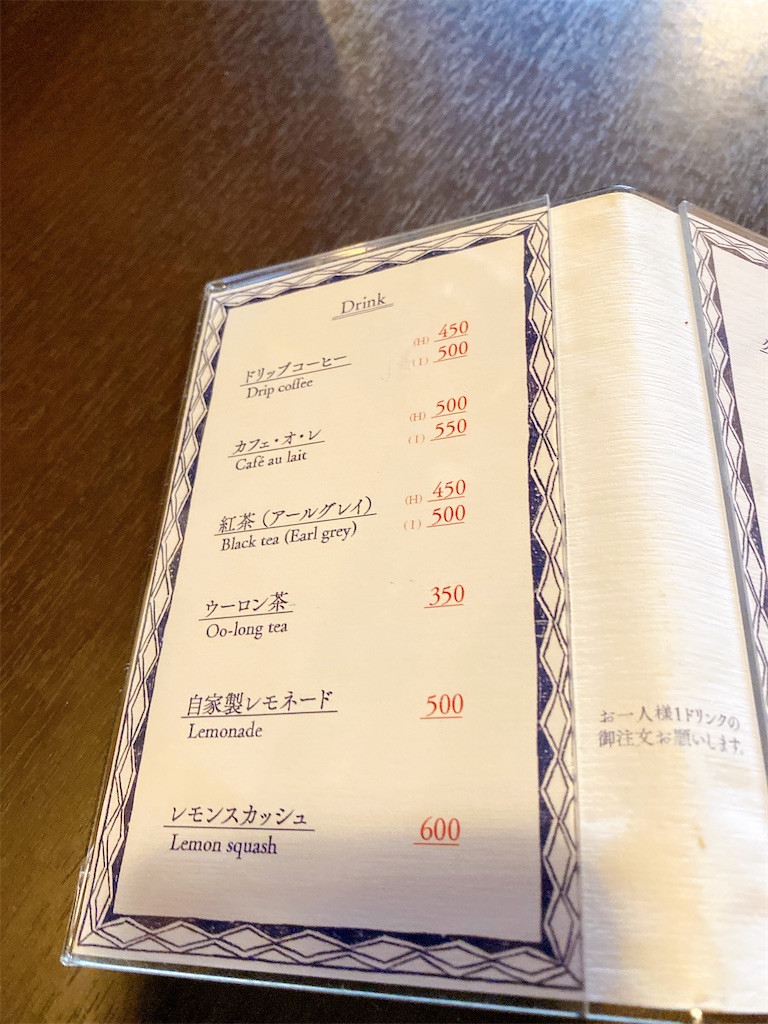 Drink
ドリップコーヒー
Drip coffee
(H) 450
(I) 500
カフェ・オ・レ
Café au lait
(H) 500
(I) 550
紅茶（アールグレイ）
Black tea (Earl grey)
(H) 450
(I) 500
ウーロン茶
Oo-long tea
350
自家製レモネード
Lemonade
500
レモンスカッシュ
Lemon squash
600
お一人様1ドリンクの
御注文お願いします。